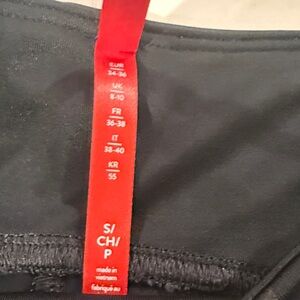 EUR
34-36
UK
8-10
FR
36-38
IT
38-40
KR
55
S/
CH/
P
made in
vietnam
fabriqué au